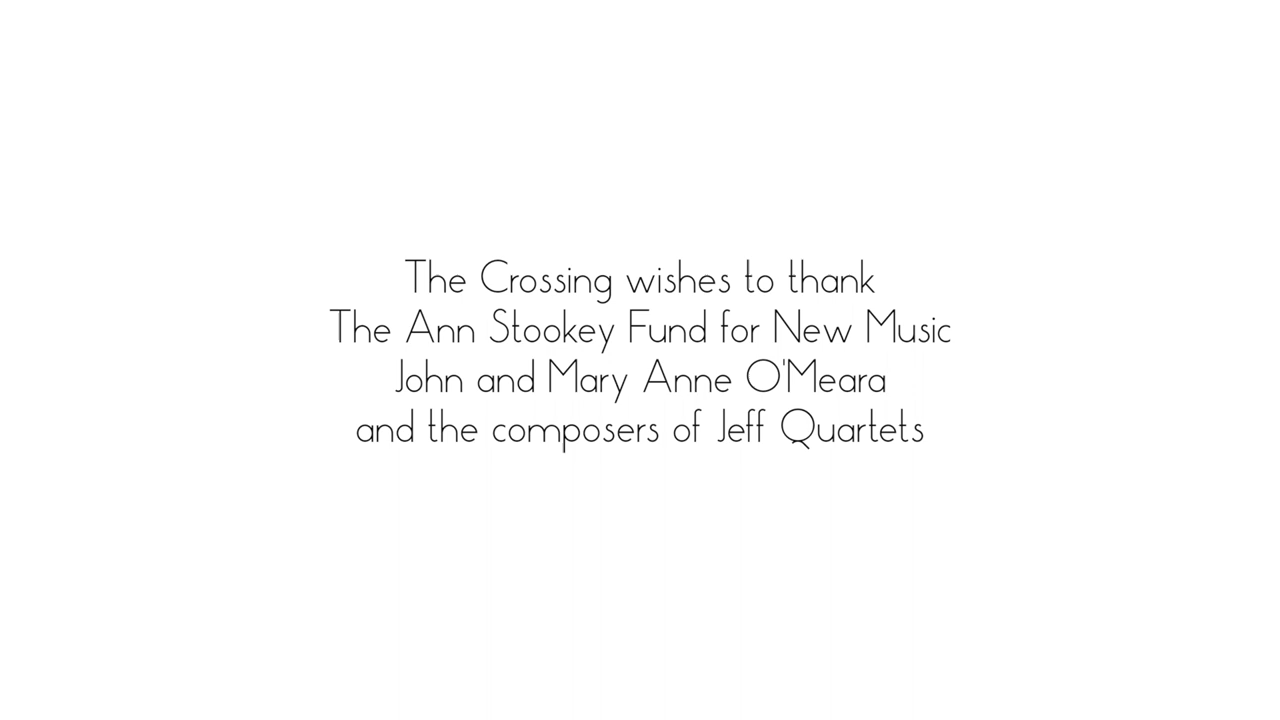 The Crossing wishes to thank
The Ann Stookey Fund for New Music
John and Mary Anne O'Meara
and the composers of Jeff Quartets